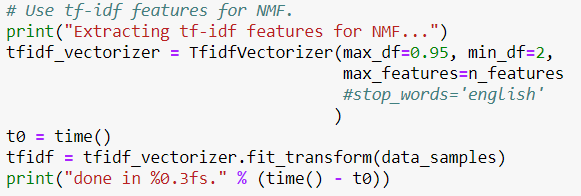 # Use tf-idf features for NMF.
print("Extracting tf-idf features for NMF...")
tfidf_vectorizer = TfidfVectorizer(max_df=0.95, min_df=2,
                                   max_features=n_features
                                   #stop_words='english'
                                  )
t0 = time()
tfidf = tfidf_vectorizer.fit_transform(data_samples)
print("done in %0.3fs." % (time() - t0))